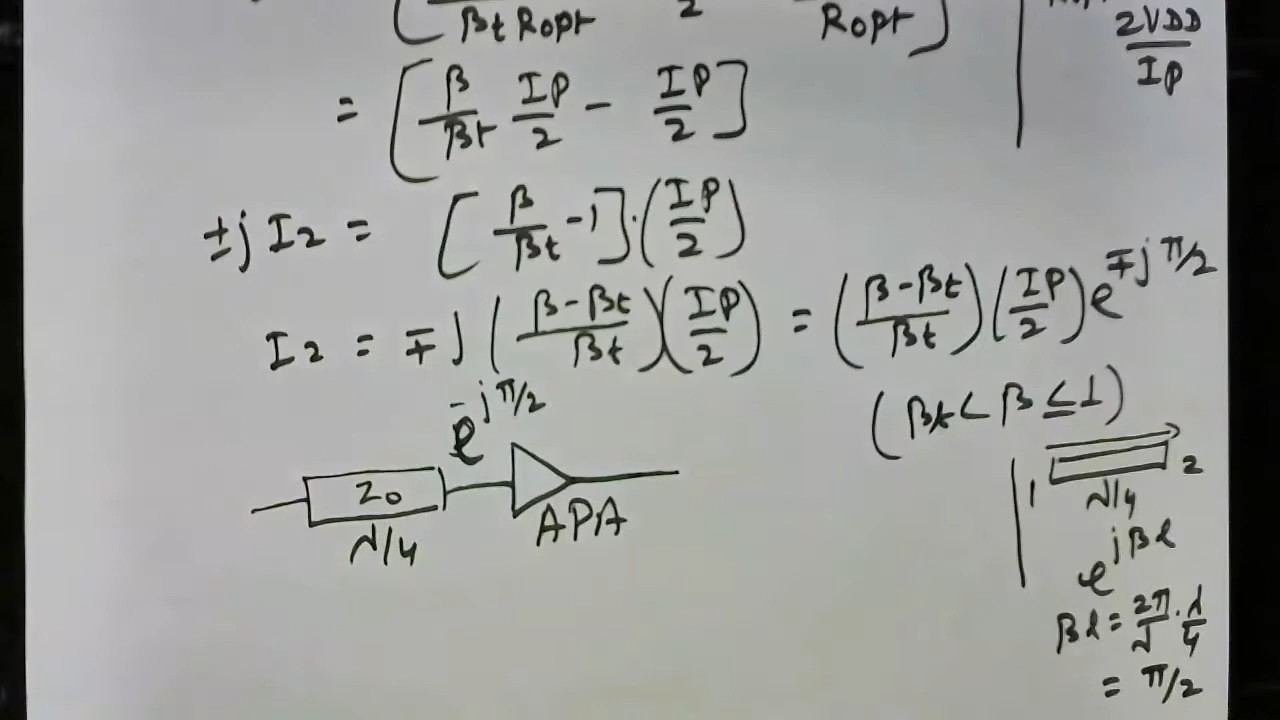 βt Ropt 2 Ropt
2VDD
IP
= [β/βt IP/2 - IP/2]
±j I2 = [β/βt - 1]·(IP/2)
I2 = ∓j (β-βt/βt)(IP/2) = (β-βt/βt)(IP/2) e^∓jπ/2
(βt < β ≤ 1)
e^-jπ/2
Z0
λ/4
APA
1 2
λ/4
e^jβl
βl = 2π/λ · λ/4
= π/2